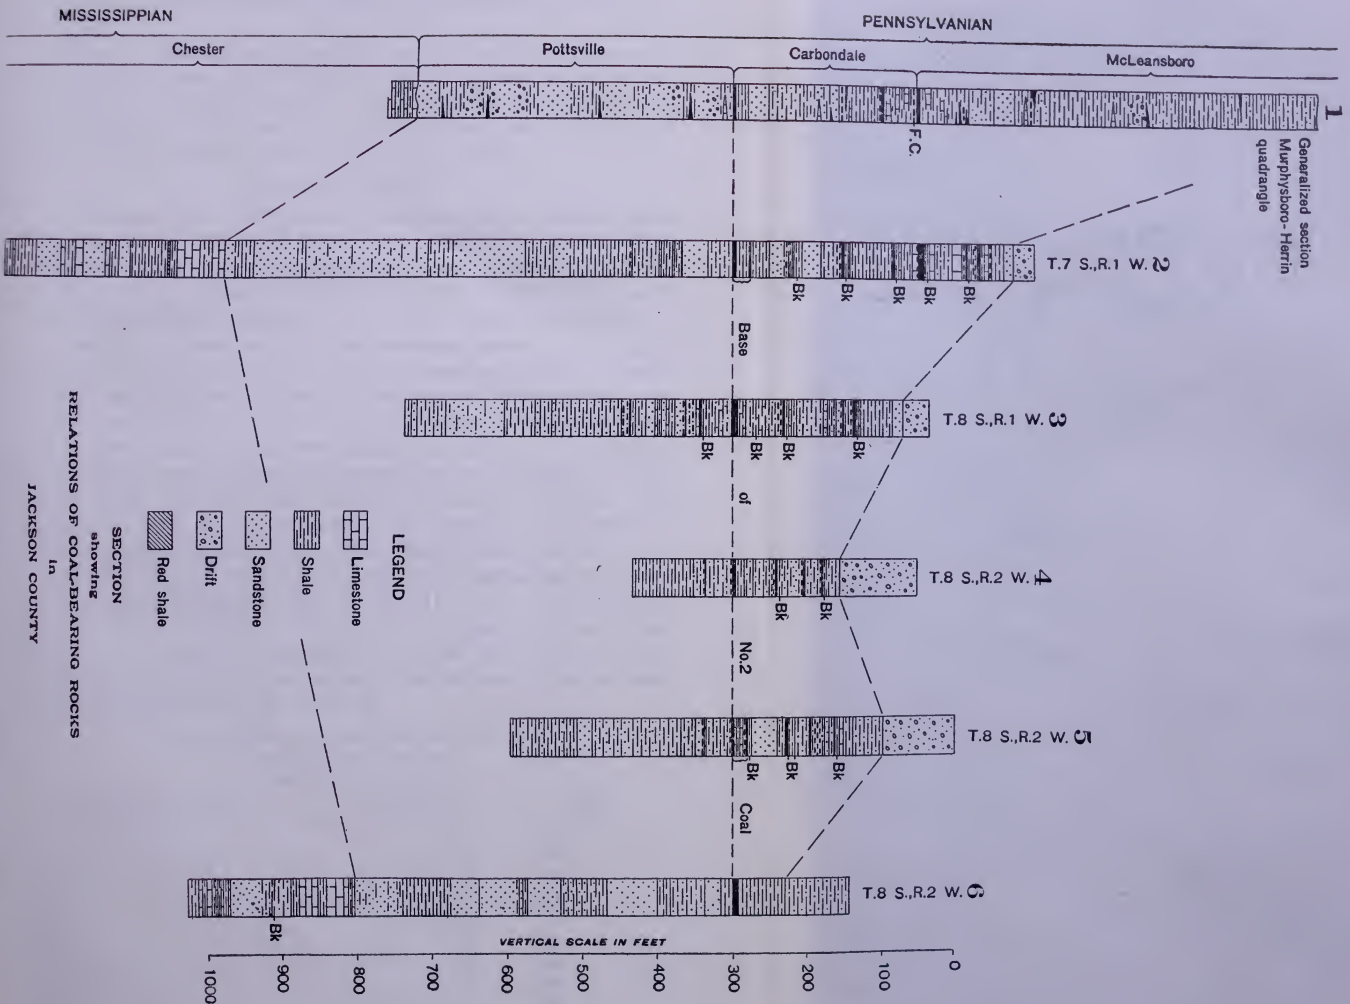 MISSISSIPPIAN
PENNSYLVANIAN
Chester
Pottsville
Carbondale
McLeansboro
1
Generalized section
Murphysboro-Herrin
quadrangle
F.C.
T.7 S.,R.1 W. 2
Bk
Bk
Bk
Bk
Bk
Base
T.8 S.,R.1 W. 3
Bk
Bk
Bk
Bk
of
T.8 S.,R.2 W. 4
Bk
Bk
No.2
T.8 S.,R.2 W. 5
Bk
Bk
Bk
Coal
T.8 S.,R.2 W. 6
Bk
LEGEND
Limestone
Shale
Sandstone
Drift
Red shale
SECTION
showing
RELATIONS OF COAL-BEARING ROCKS
in
JACKSON COUNTY
VERTICAL SCALE IN FEET
1000
900
800
700
600
500
400
300
200
100
0